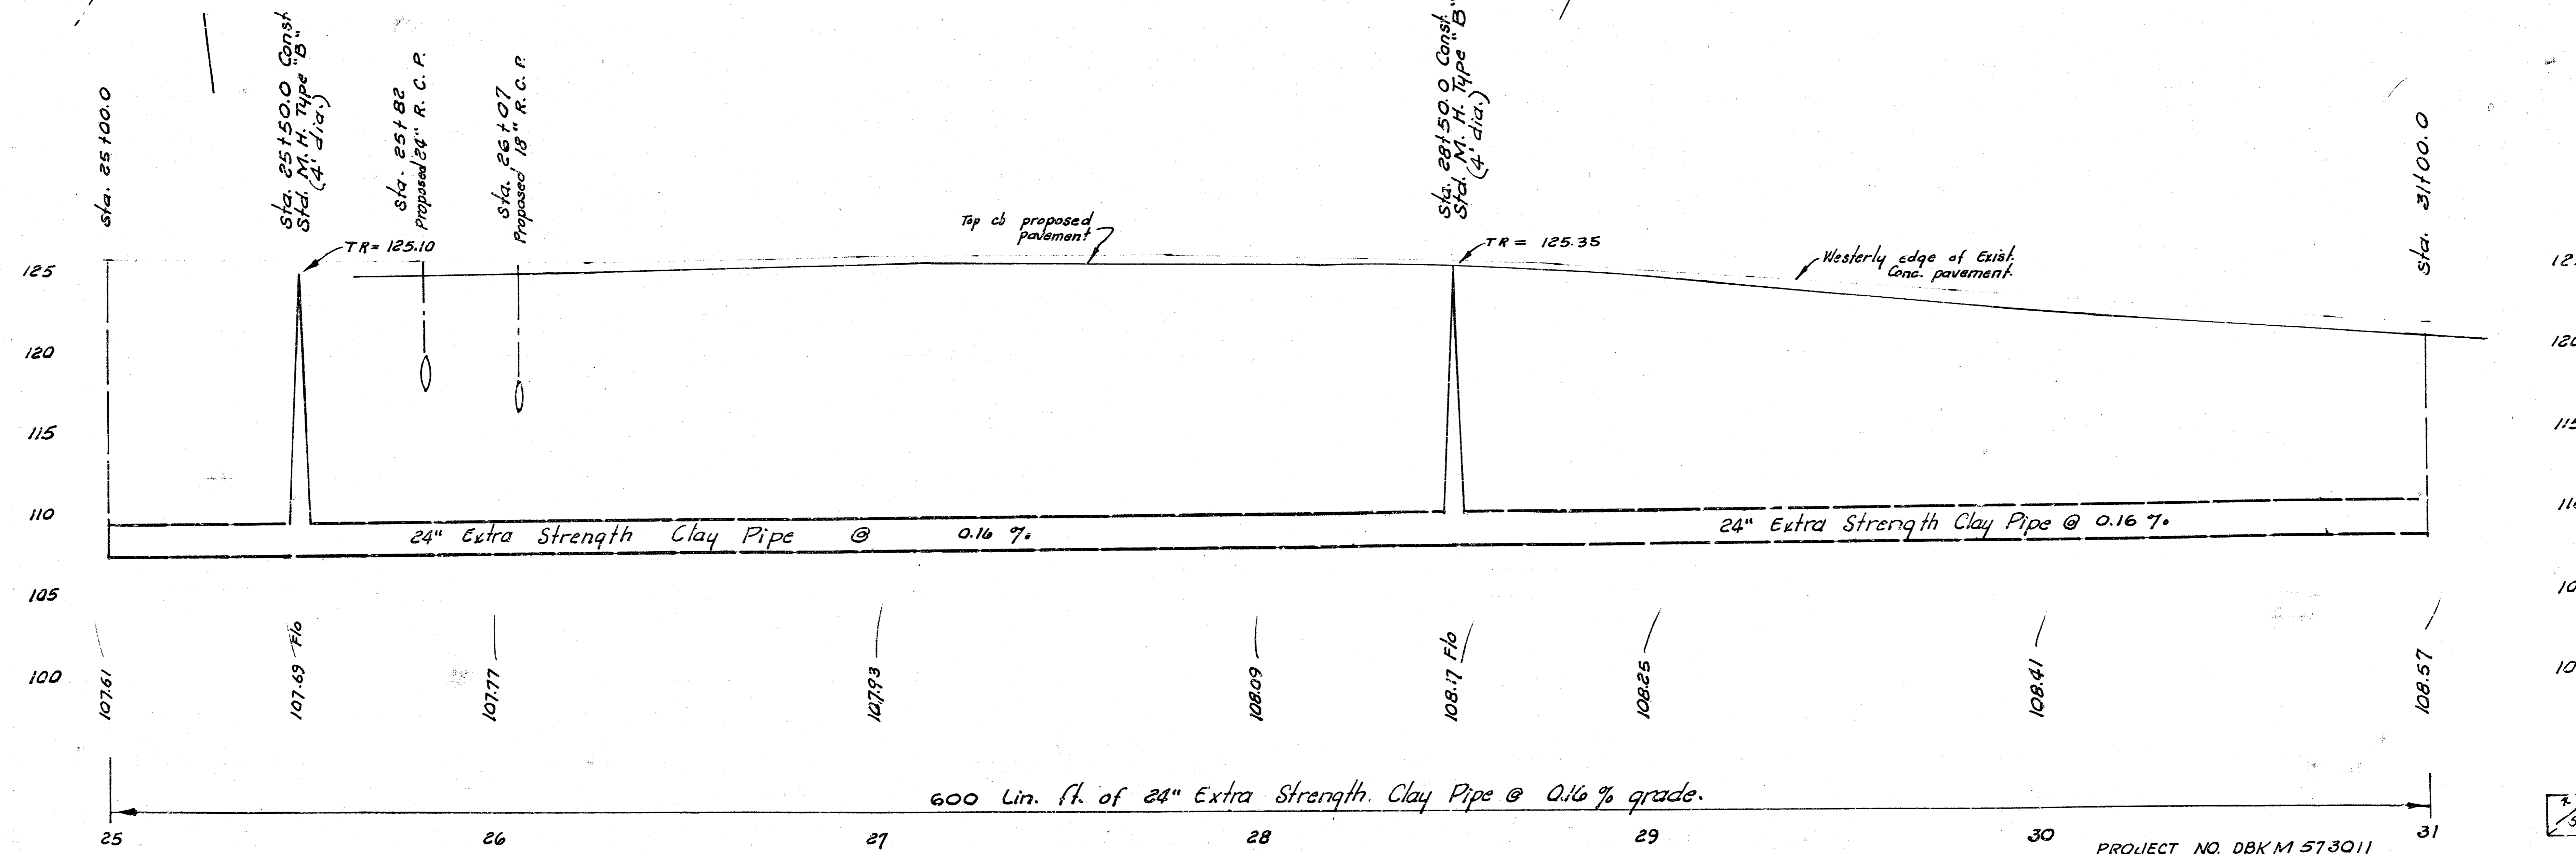 Sta. 25+00.0
Sta. 25+50.0 Const.
Std. M. H. Type "B"
(4' dia.)
Sta. 25+82
Proposed 24" R. C. P.
Sta. 26+07
Proposed 18" R. C. P.
Sta. 28+50.0 Const.
Std. M. H. Type "B"
(4' dia.)
Sta. 31+00.0
TR= 125.10
Top cb proposed
pavement
TR = 125.35
Westerly edge of Exist.
Conc. pavement.
125
120
115
110
105
100
24" Extra Strength Clay Pipe @ 0.16 %
24" Extra Strength Clay Pipe @ 0.16 %
107.61
107.69 Flo
107.77
107.93
108.09
108.17 Flo
108.25
108.41
108.57
600 Lin. ft. of 24" Extra Strength. Clay Pipe @ 0.16 % grade.
25 26 27 28 29 30 31
PROJECT NO. DBKM 573011